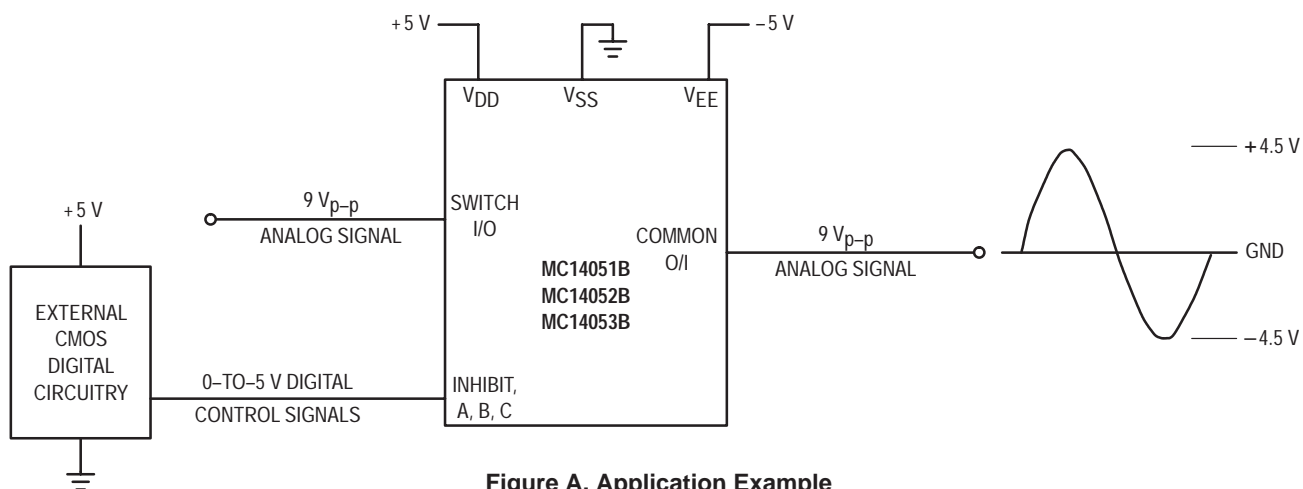 +5 V
−5 V
VDD
VSS
VEE
+4.5 V
9 Vp–p
ANALOG SIGNAL
SWITCH
I/O
+5 V
COMMON
O/I
9 Vp–p
ANALOG SIGNAL
GND
MC14051B
MC14052B
MC14053B
EXTERNAL
CMOS
DIGITAL
CIRCUITRY
−4.5 V
0–TO–5 V DIGITAL
CONTROL SIGNALS
INHIBIT,
A, B, C
Figure A. Application Example